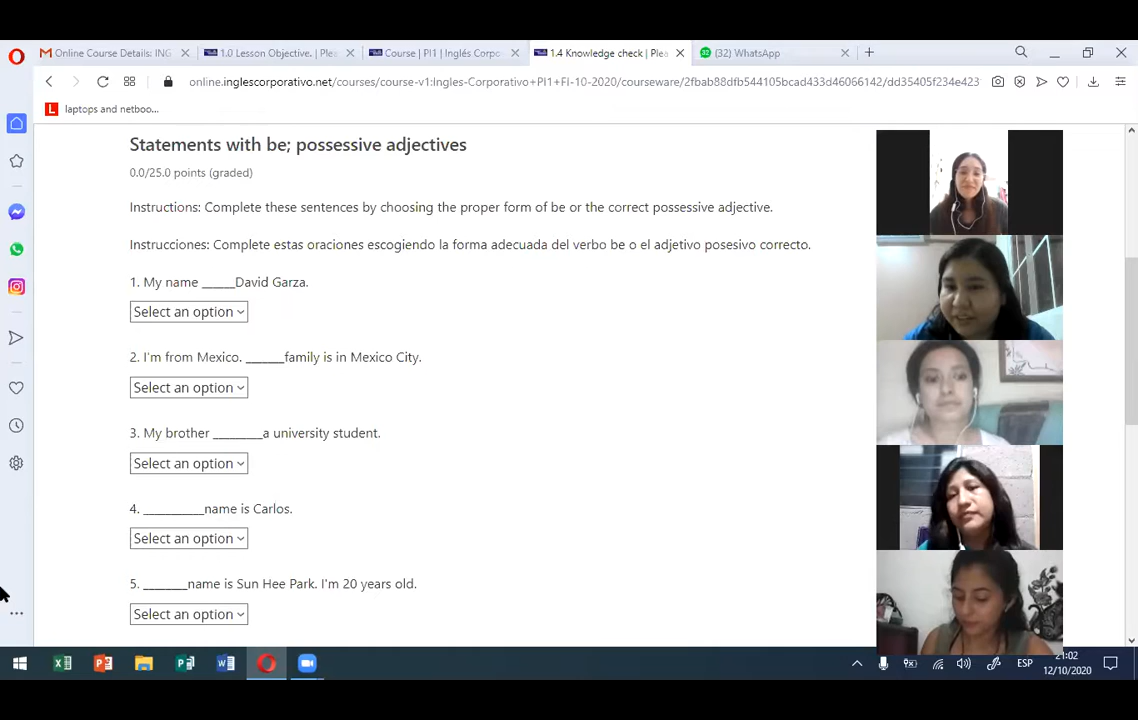 Online Course Details: ING
1.0 Lesson Objective. | Plea
Course | PI1 | Inglés Corpo
1.4 Knowledge check | Plea
(32) WhatsApp
online.inglescorporativo.net/courses/course-v1:Ingles-Corporativo+PI1+FI-10-2020/courseware/2fbab88dfb544105bcad433d46066142/dd35405f234e423
L laptops and netboo...
Statements with be; possessive adjectives
0.0/25.0 points (graded)
Instructions: Complete these sentences by choosing the proper form of be or the correct possessive adjective.
Instrucciones: Complete estas oraciones escogiendo la forma adecuada del verbo be o el adjetivo posesivo correcto.
1. My name ______David Garza.
Select an option
2. I'm from Mexico. _______family is in Mexico City.
Select an option
3. My brother _________a university student.
Select an option
4. ___________name is Carlos.
Select an option
5. ________name is Sun Hee Park. I'm 20 years old.
Select an option
ESP
21:02
12/10/2020